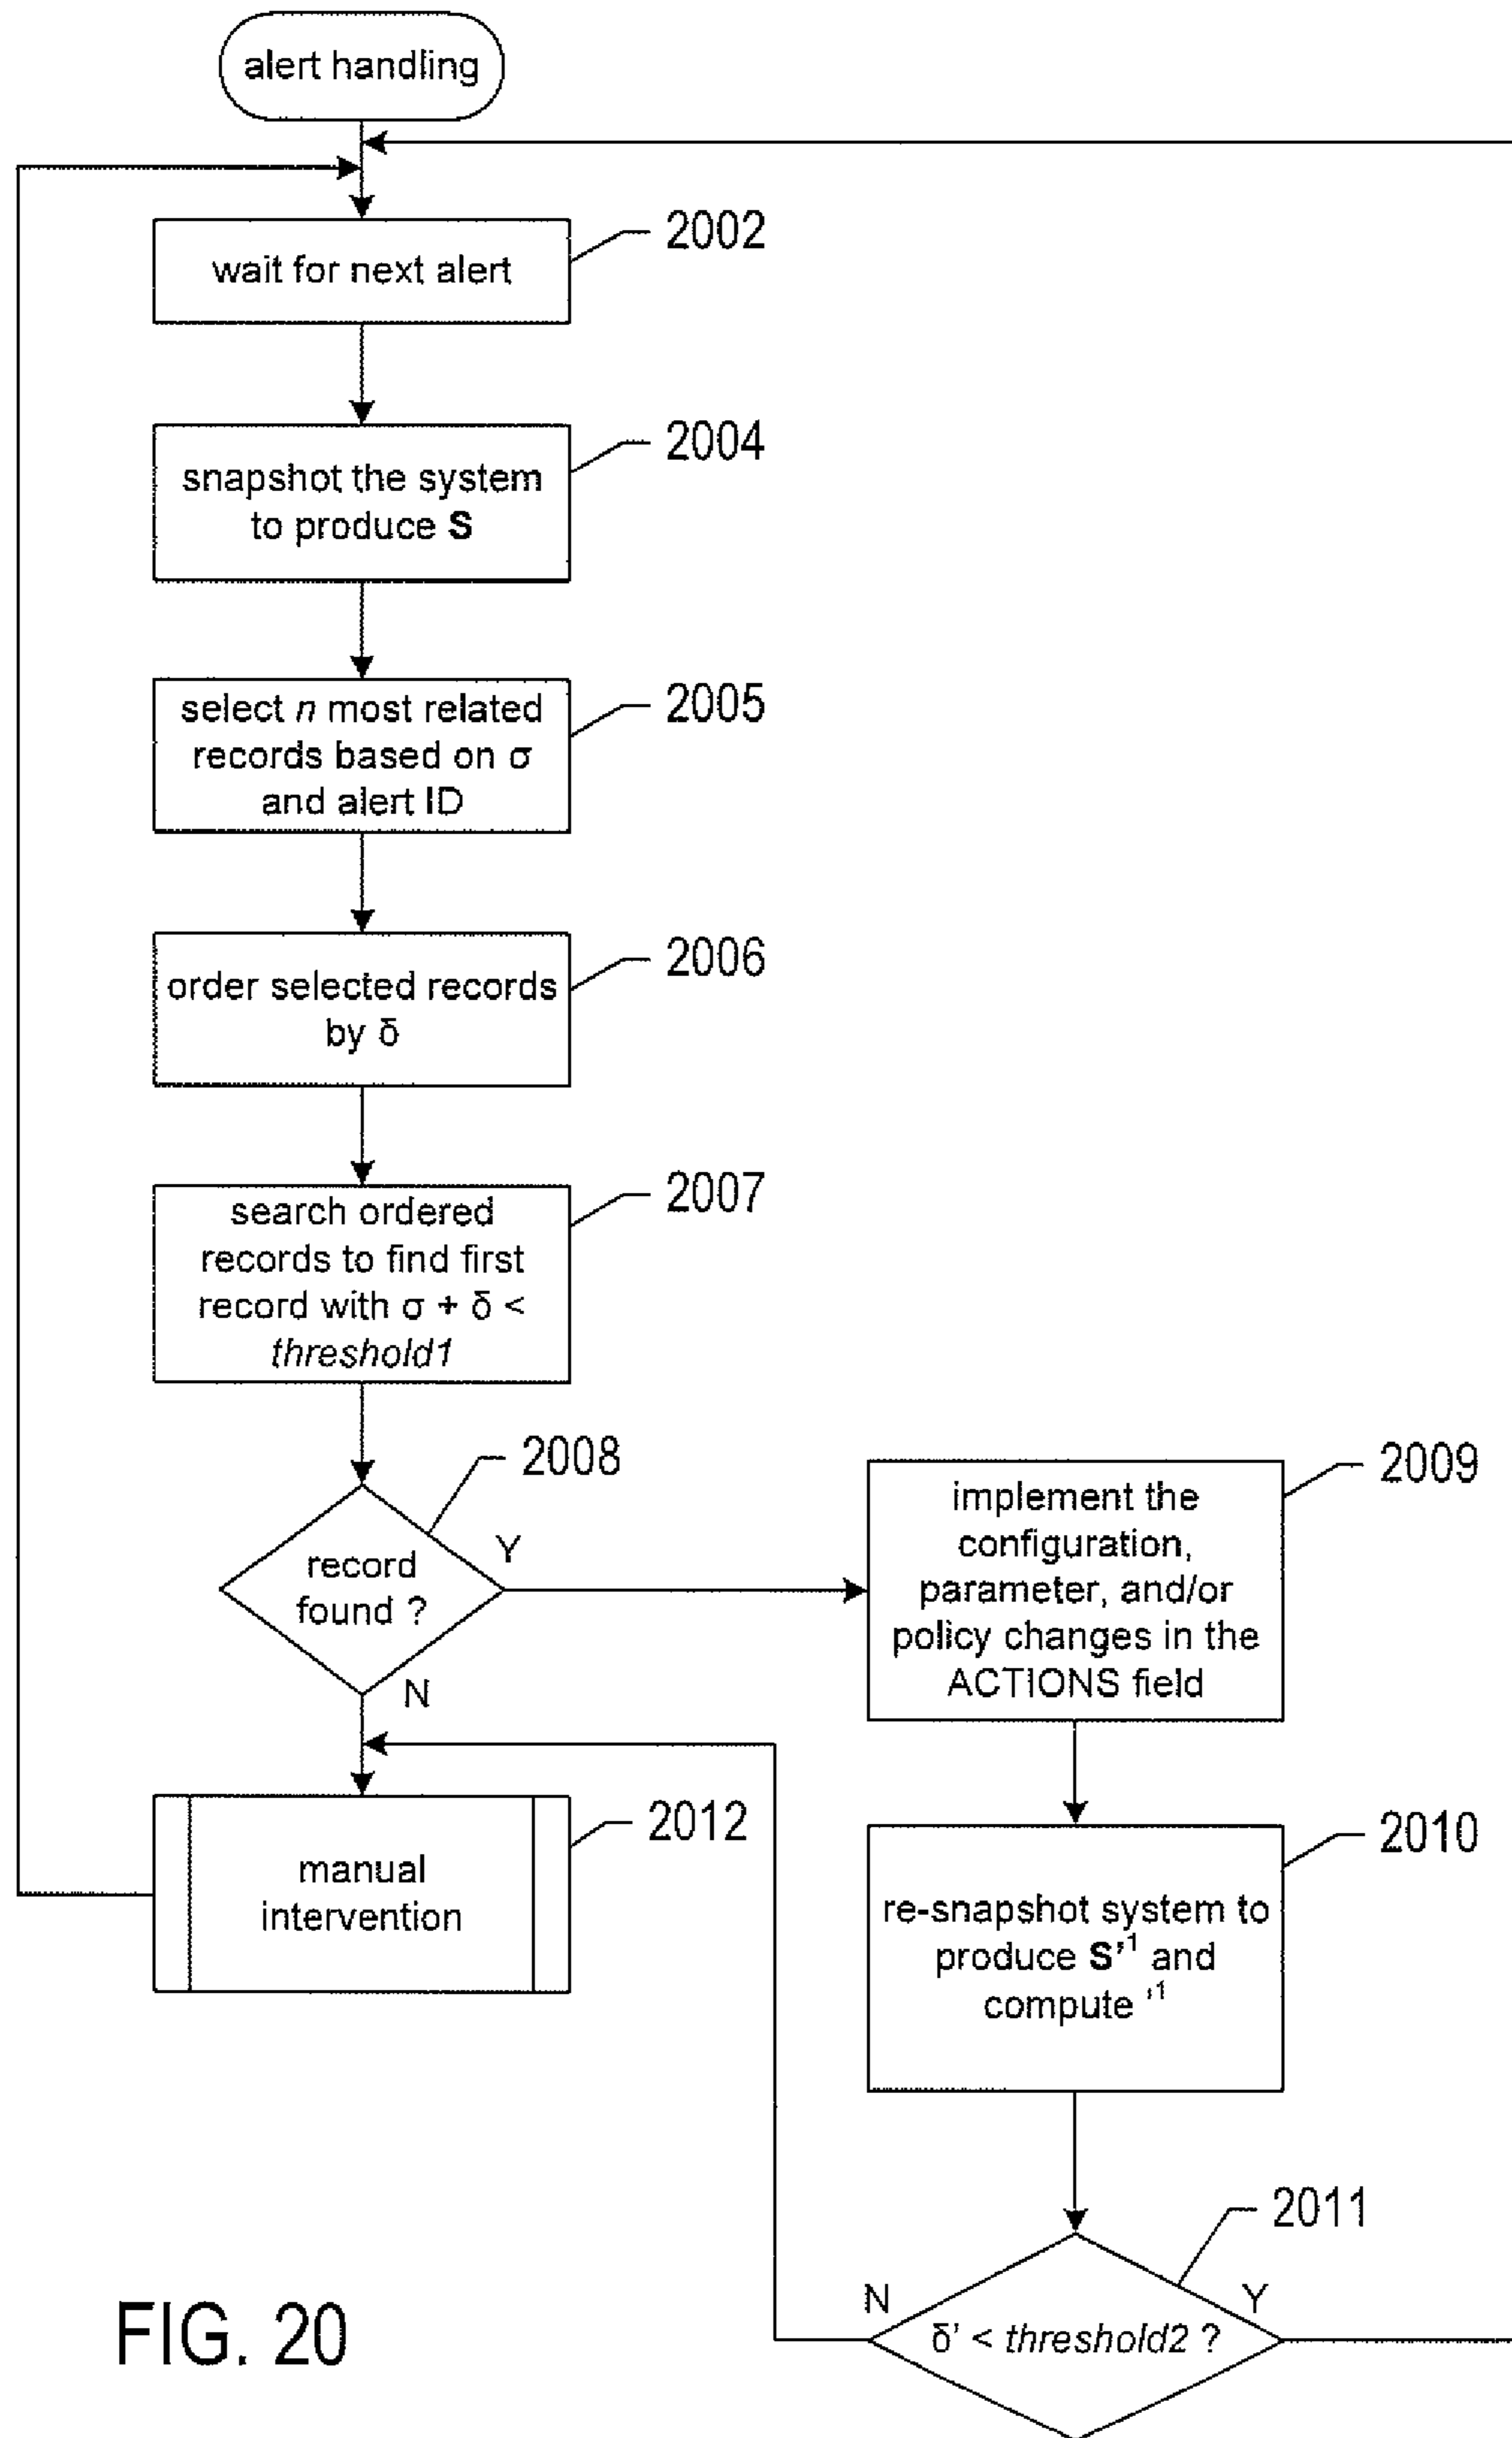 alert handling
wait for next alert
2002
snapshot the system
to produce S
2004
select n most related
records based on σ
and alert ID
2005
order selected records
by δ
2006
search ordered
records to find first
record with σ + δ <
threshold1
2007
record
found ?
2008
Y
N
implement the
configuration,
parameter, and/or
policy changes in the
ACTIONS field
2009
manual
intervention
2012
re-snapshot system to
produce S'¹ and
compute '¹
2010
δ' < threshold2 ?
2011
N
Y
FIG. 20